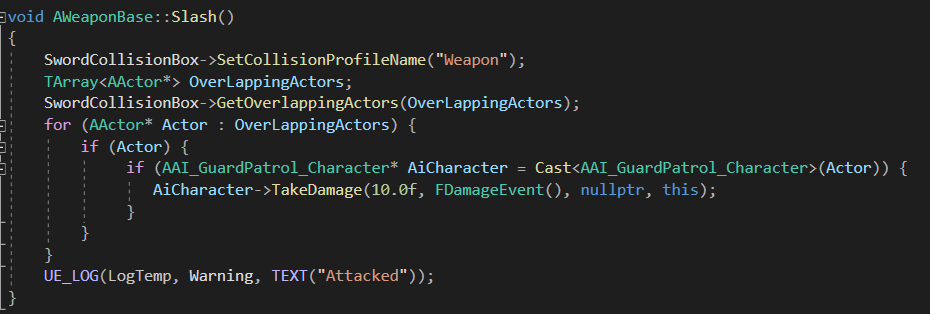 void AWeaponBase::Slash()
{
    SwordCollisionBox->SetCollisionProfileName("Weapon");
    TArray<AActor*> OverLappingActors;
    SwordCollisionBox->GetOverlappingActors(OverLappingActors);
    for (AActor* Actor : OverLappingActors) {
        if (Actor) {
            if (AAI_GuardPatrol_Character* AiCharacter = Cast<AAI_GuardPatrol_Character>(Actor)) {
               AiCharacter->TakeDamage(10.0f, FDamageEvent(), nullptr, this);
            }
        }
    }
    UE_LOG(LogTemp, Warning, TEXT("Attacked"));
}